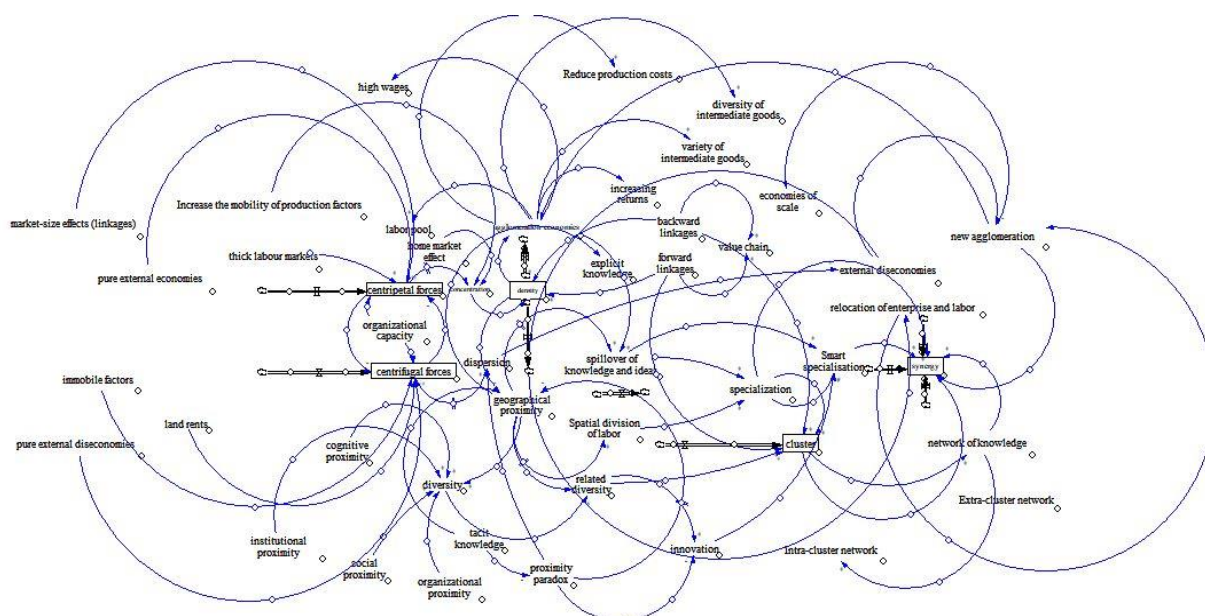 Reduce production costs
high wages
diversity of
intermediate goods
variety of
intermediate goods
increasing
returns
economies of
scale
Increase the mobility of production factors
market-size effects (linkages)
labor pool
agglomeration economies
backward
linkages
new agglomeration
home market
effect
value chain
thick labour markets
explicit
knowledge
forward
linkages
external diseconomies
pure external economies
centripetal forces
concentration
density
relocation of enterprise and labor
organizational
capacity
dispersion
spillover of
knowledge and idea
Smart
specialisation
synergy
immobile factors
centrifugal forces
specialization
geographical
proximity
land rents
Spatial division
of labor
pure external diseconomies
cognitive
proximity
cluster
network of knowledge
diversity
related
diversity
Extra-cluster network
institutional
proximity
tacit
knowledge
innovation
Intra-cluster network
social
proximity
organizational
proximity
proximity
paradox